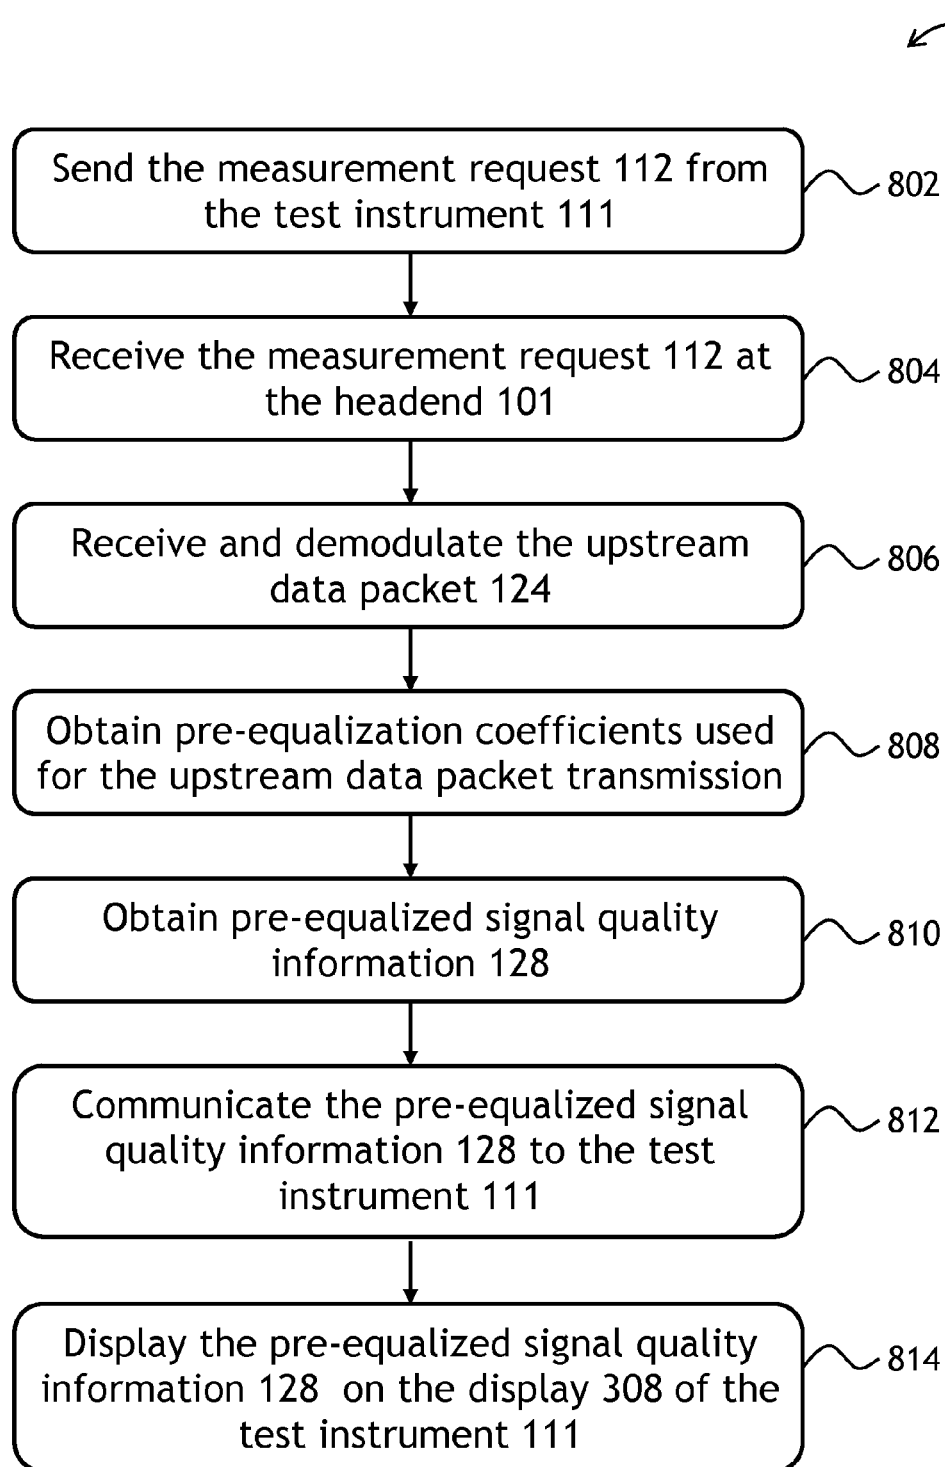 Send the measurement request 112 from
the test instrument 111
802
Receive the measurement request 112 at
the headend 101
804
Receive and demodulate the upstream
data packet 124
806
Obtain pre-equalization coefficients used
for the upstream data packet transmission
808
Obtain pre-equalized signal quality
information 128
810
Communicate the pre-equalized signal
quality information 128 to the test
instrument 111
812
Display the pre-equalized signal quality
information 128 on the display 308 of the
test instrument 111
814